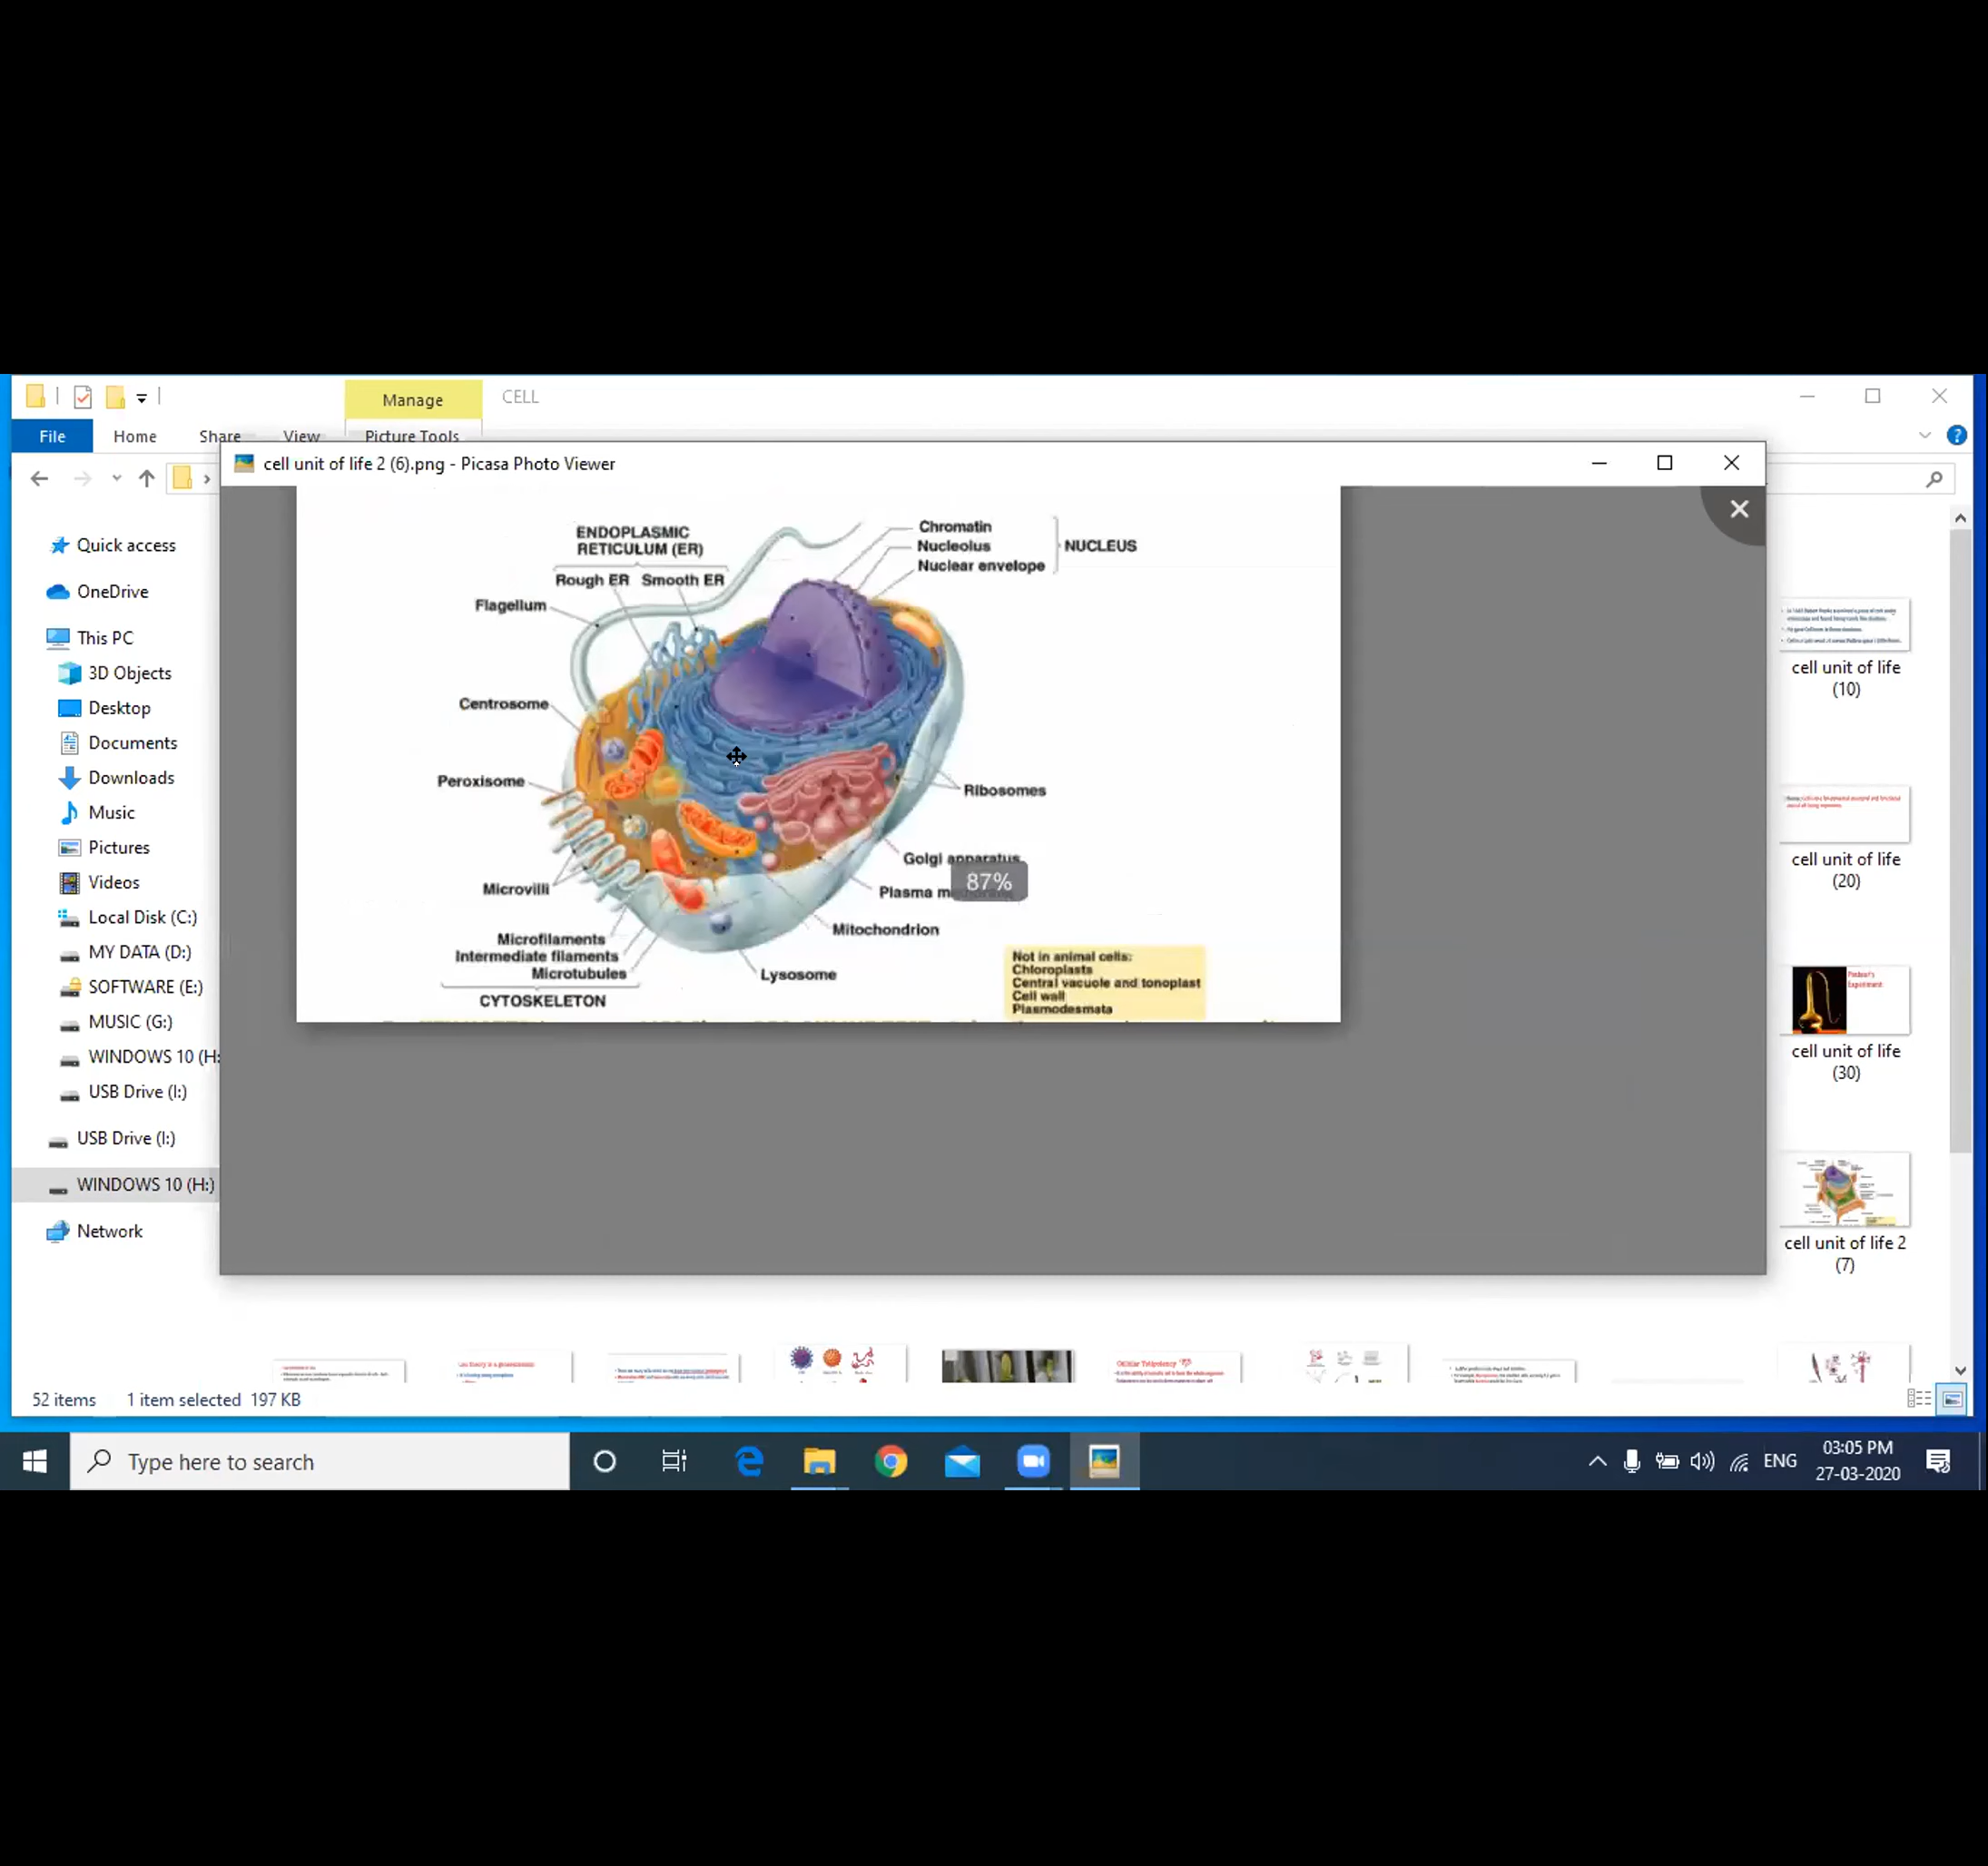 Manage
CELL
File
Home
Share
View
Picture Tools
cell unit of life 2 (6).png - Picasa Photo Viewer
Quick access
OneDrive
This PC
3D Objects
Desktop
Documents
Downloads
Music
Pictures
Videos
Local Disk (C:)
MY DATA (D:)
SOFTWARE (E:)
MUSIC (G:)
WINDOWS 10 (H:
USB Drive (I:)
USB Drive (I:)
WINDOWS 10 (H:)
Network
ENDOPLASMIC
RETICULUM (ER)
Rough ER Smooth ER
Flagellum
Centrosome
Peroxisome
Microvilli
Microfilaments
Intermediate filaments
Microtubules
CYTOSKELETON
Chromatin
Nucleolus
Nuclear envelope
NUCLEUS
Ribosomes
Golgi apparatus
Plasma
87%
Mitochondrion
Lysosome
Not in animal cells:
Chloroplasts
Central vacuole and tonoplast
Cell wall
Plasmodesmata
cell unit of life
(10)
cell unit of life
(20)
Experiment
cell unit of life
(30)
cell unit of life 2
(7)
Cellular Totipotency
52 items
1 item selected 197 KB
Type here to search
ENG
03:05 PM
27-03-2020